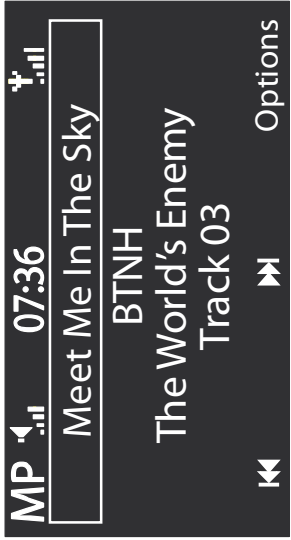 MP 07:36
Meet Me In The Sky
BTNH
The World's Enemy
Track 03
Options